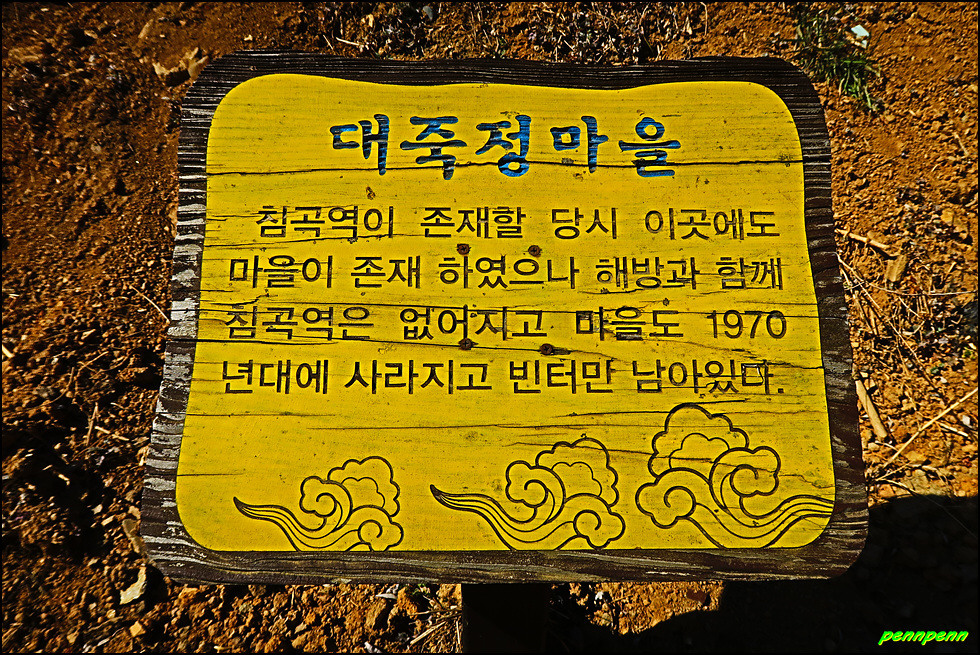 대죽정마을
침곡역이 존재할 당시 이곳에도
마을이 존재 하였으나 해방과 함께
침곡역은 없어지고 마을도 1970
년대에 사라지고 빈터만 남아있다.
pennpenn